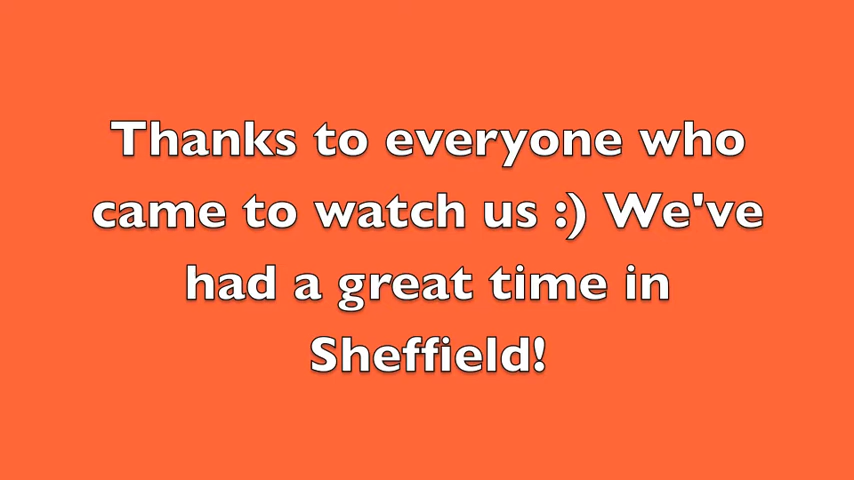 Thanks to everyone who
came to watch us :) We've
had a great time in
Sheffield!